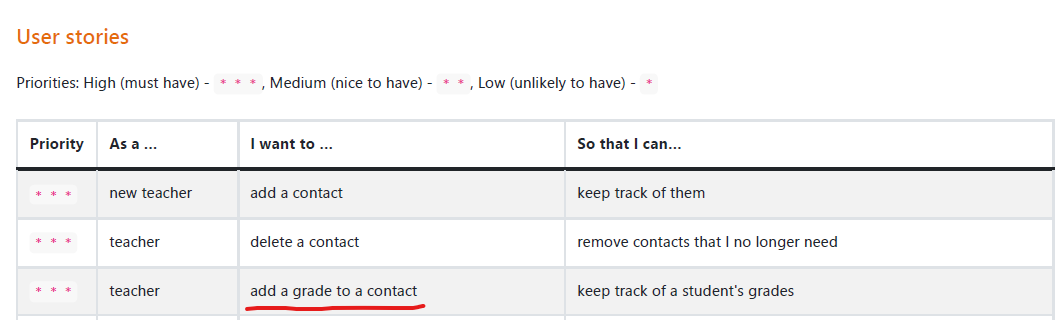 User stories
Priorities: High (must have) - * * *, Medium (nice to have) - * *, Low (unlikely to have) - *
Priority As a ... I want to ... So that I can...
* * * new teacher add a contact keep track of them
* * * teacher delete a contact remove contacts that I no longer need
* * * teacher add a grade to a contact keep track of a student's grades